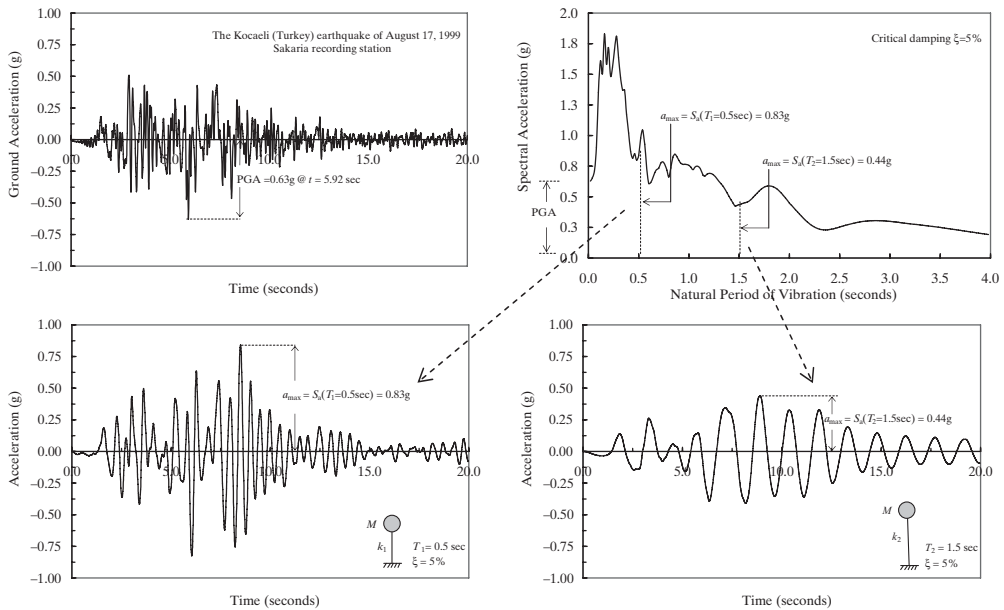 1.00
0.75
0.50
0.25
0.00
−0.25
−0.50
−0.75
−1.00
Ground Acceleration (g)
The Kocaeli (Turkey) earthquake of August 17, 1999
Sakaria recording station
0.0 5.0 10.0 15.0 20.0
PGA =0.63g @ t = 5.92 sec
Time (seconds)
2.0
1.8
1.5
1.3
1.0
0.8
0.5
0.3
0.0
Spectral Acceleration (g)
Critical damping ξ=5%
amax = Sa(T1=0.5sec) = 0.83g
amax = Sa(T2=1.5sec) = 0.44g
PGA
0.0 0.5 1.0 1.5 2.0 2.5 3.0 3.5 4.0
Natural Period of Vibration (seconds)
1.00
0.75
0.50
0.25
0.00
−0.25
−0.50
−0.75
−1.00
Acceleration (g)
amax = Sa(T1=0.5sec) = 0.83g
0.0 5.0 10.0 15.0 20.0
M
k1
T1= 0.5 sec
ξ = 5%
Time (seconds)
1.00
0.75
0.50
0.25
0.00
−0.25
−0.50
−0.75
−1.00
Acceleration (g)
amax = Sa(T2=1.5sec) = 0.44g
0.0 5.0 10.0 15.0 20.0
M
k2
T2 = 1.5 sec
ξ = 5%
Time (seconds)